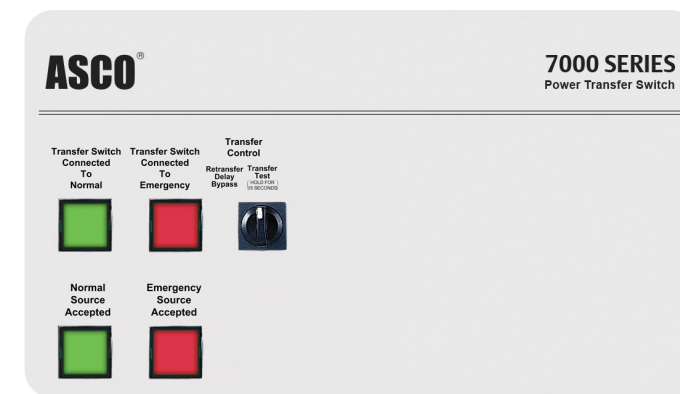 ASCO®
7000 SERIES
Power Transfer Switch
Transfer Switch
Connected
To
Normal
Transfer Switch
Connected
To
Emergency
Transfer
Control
Retransfer
Delay
Bypass
Transfer
Test
(HOLD FOR
15 SECONDS)
Normal
Source
Accepted
Emergency
Source
Accepted